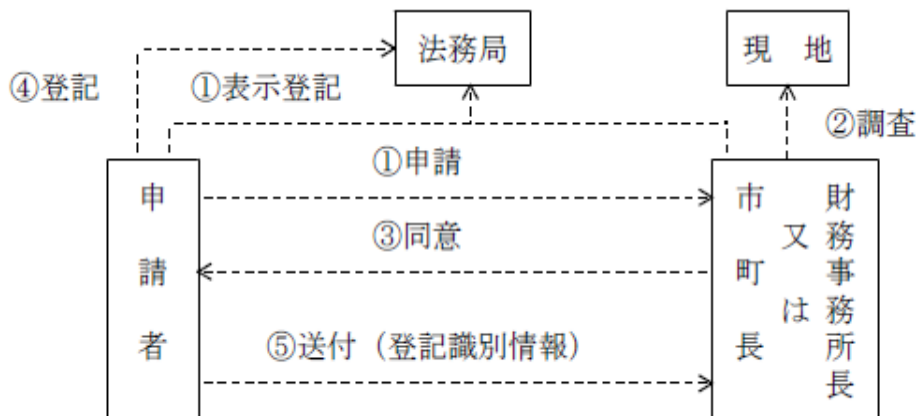 法務局
現　地
④登記
①表示登記
②調査
①申請
申請者
③同意
市町長
又は
財務事務所長
⑤送付（登記識別情報）